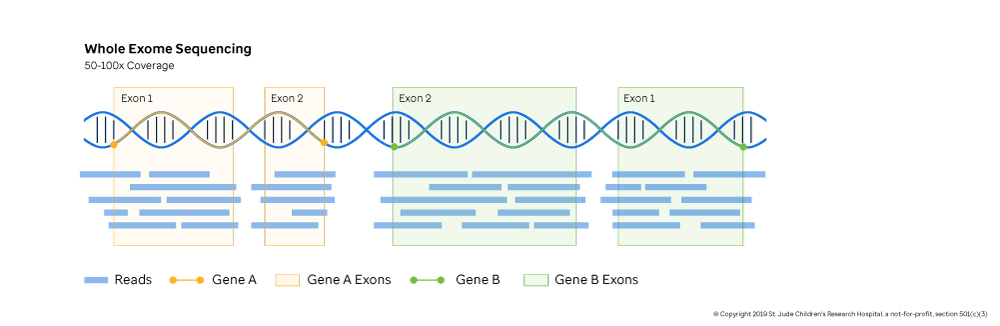 Whole Exome Sequencing
50-100x Coverage
Exon 1
Exon 2
Exon 2
Exon 1
Reads
Gene A
Gene A Exons
Gene B
Gene B Exons
© Copyright 2019 St. Jude Children's Research Hospital, a not-for-profit, section 501(c)(3)